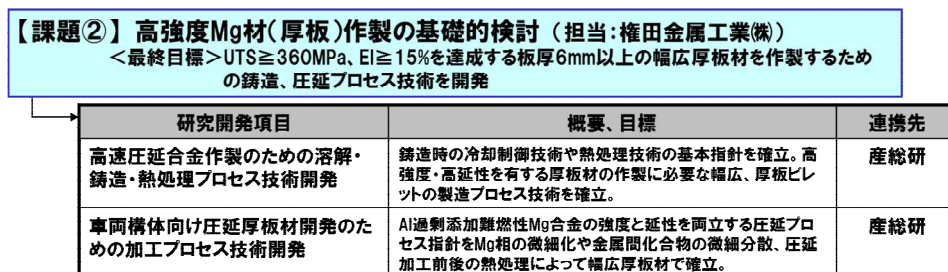 【課題②】高強度Mg材(厚板)作製の基礎的検討（担当:権田金属工業㈱）
＜最終目標＞UTS≧360MPa、El≧15%を達成する板厚6mm以上の幅広厚板材を作製するため
の鋳造、圧延プロセス技術を開発
研究開発項目
概要、目標
連携先
高速圧延合金作製のための溶解・
鋳造・熱処理プロセス技術開発
鋳造時の冷却制御技術や熱処理技術の基本指針を確立。高
強度・高延性を有する厚板材の作製に必要な幅広、厚板ビレ
ットの製造プロセス技術を確立。
産総研
車両構体向け圧延厚板材開発のた
めの加工プロセス技術開発
Al過剰添加難燃性Mg合金の強度と延性を両立する圧延プロ
セス指針をMg相の微細化や金属間化合物の微細分散、圧延
加工前後の熱処理によって幅広厚板材で確立。
産総研